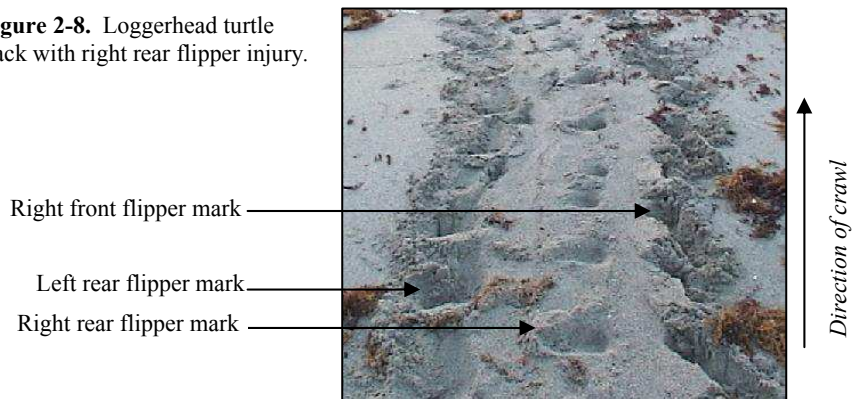 gure 2-8. Loggerhead turtle
ack with right rear flipper injury.
Right front flipper mark
Left rear flipper mark
Right rear flipper mark
Direction of crawl